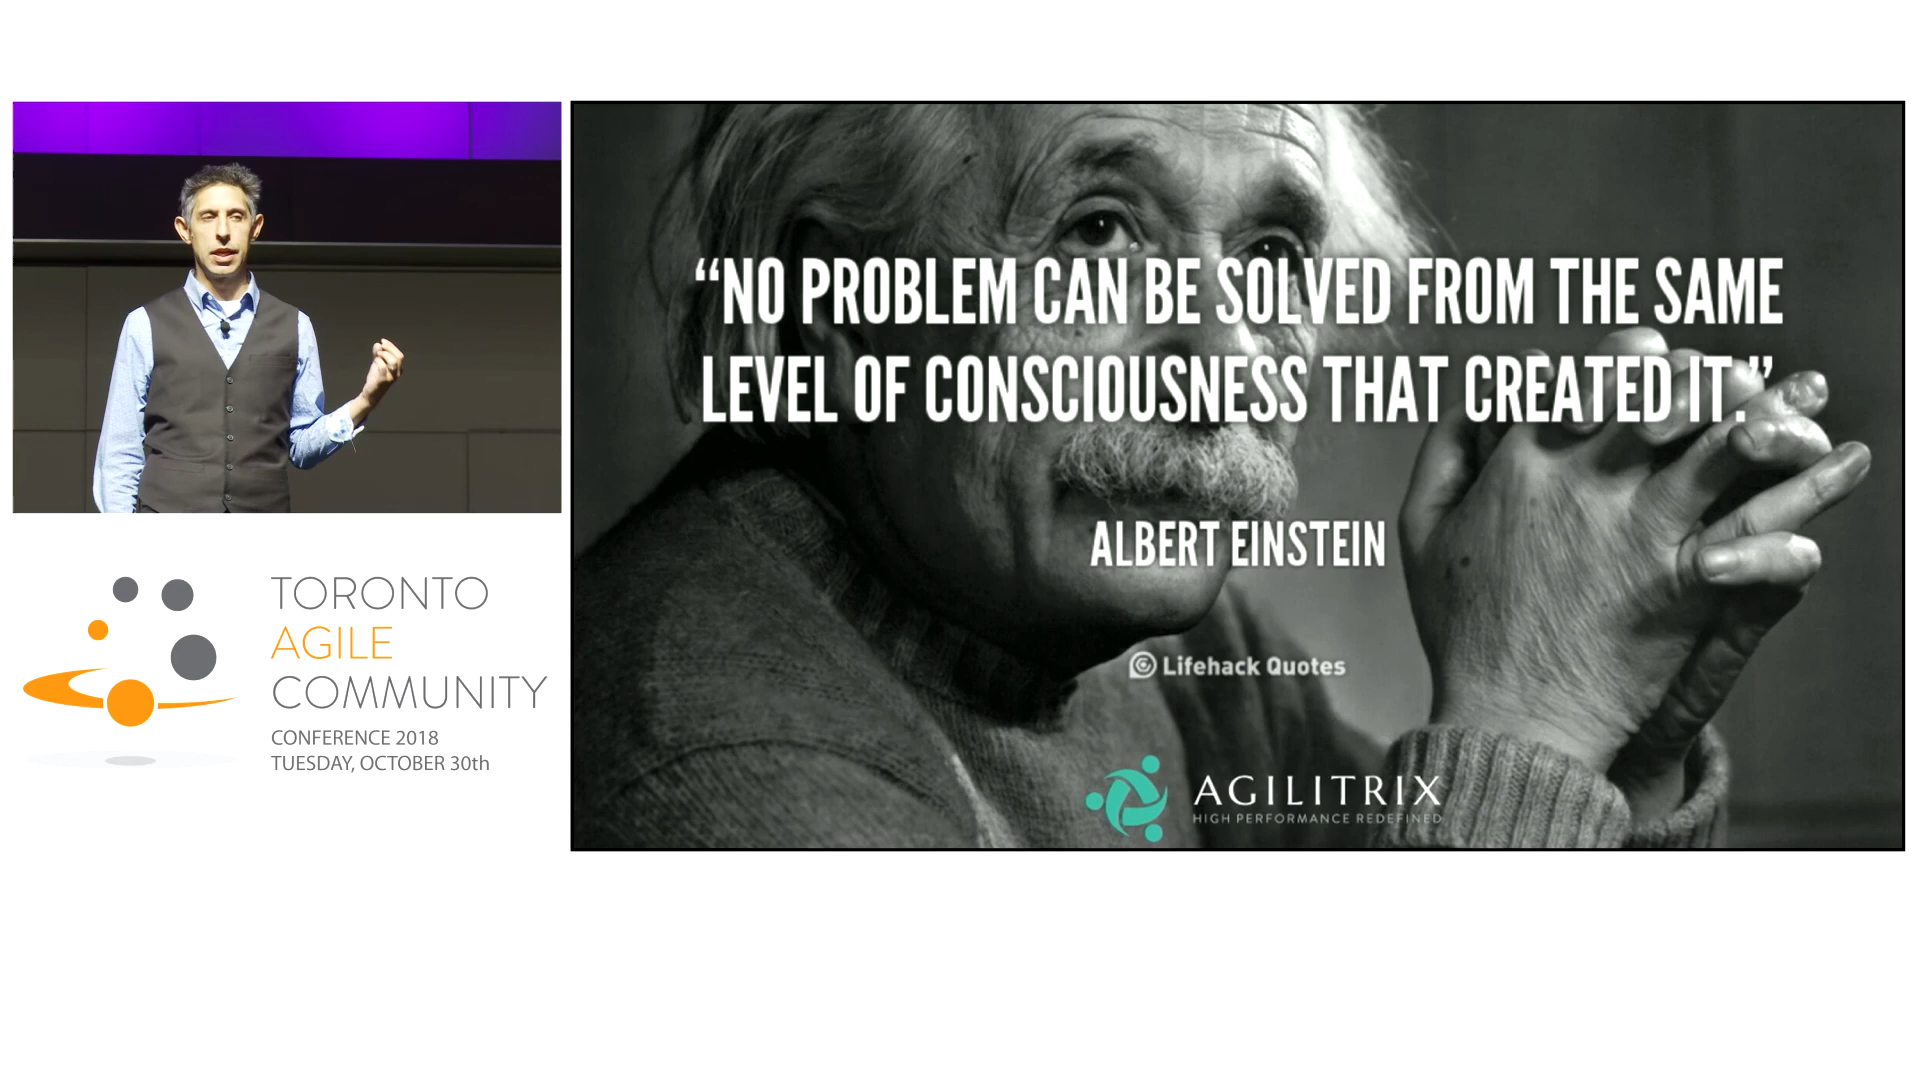 “NO PROBLEM CAN BE SOLVED FROM THE SAME
LEVEL OF CONSCIOUSNESS THAT CREATED IT.”
ALBERT EINSTEIN
Lifehack Quotes
AGILITRIX
HIGH PERFORMANCE REDEFINED
TORONTO
AGILE
COMMUNITY
CONFERENCE 2018
TUESDAY, OCTOBER 30th